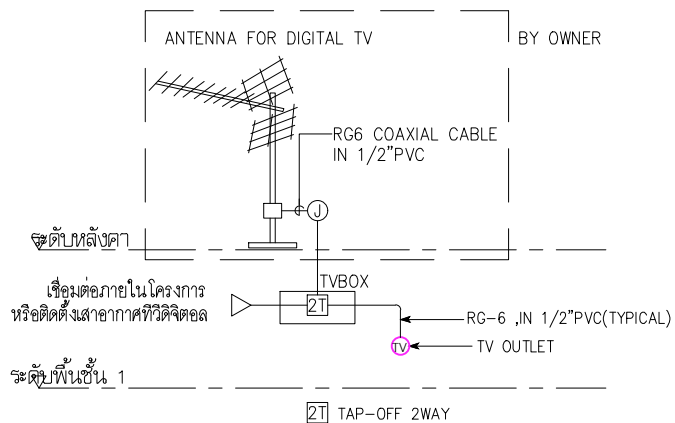 ANTENNA FOR DIGITAL TV
BY OWNER
RG6 COAXIAL CABLE
IN 1/2"PVC
J
ระดับหลังคา
TVBOX
เชื่อมต่อภายในโครงการ
หรือติดตั้งเสาอากาศทีวีดิจิตอล
2T
RG-6 ,IN 1/2"PVC(TYPICAL)
TV
TV OUTLET
ระดับพื้นชั้น 1
2T TAP-OFF 2WAY